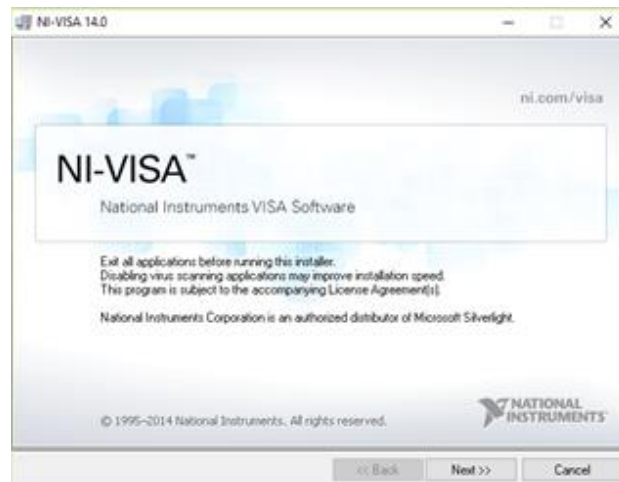 NI-VISA 14.0
ni.com/visa
NI-VISA™
National Instruments VISA Software
Exit all applications before running this installer.
Disabling virus scanning applications may improve installation speed.
This program is subject to the accompanying License Agreement(s).
National Instruments Corporation is an authorized distributor of Microsoft Silverlight.
© 1995–2014 National Instruments. All rights reserved.
NATIONAL
INSTRUMENTS
<< Back
Next >>
Cancel